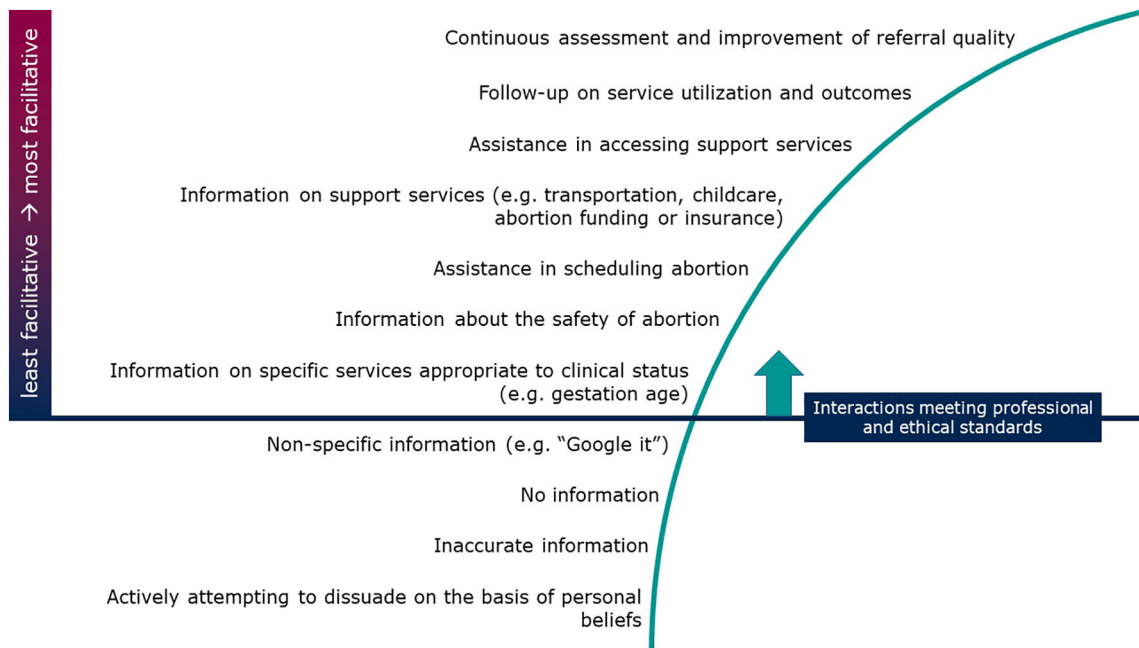 Continuous assessment and improvement of referral quality
Follow-up on service utilization and outcomes
Assistance in accessing support services
Information on support services (e.g. transportation, childcare,
abortion funding or insurance)
Assistance in scheduling abortion
Information about the safety of abortion
Information on specific services appropriate to clinical status
(e.g. gestation age)
least facilitative → most facilitative
Interactions meeting professional
and ethical standards
Non-specific information (e.g. “Google it”)
No information
Inaccurate information
Actively attempting to dissuade on the basis of personal
beliefs